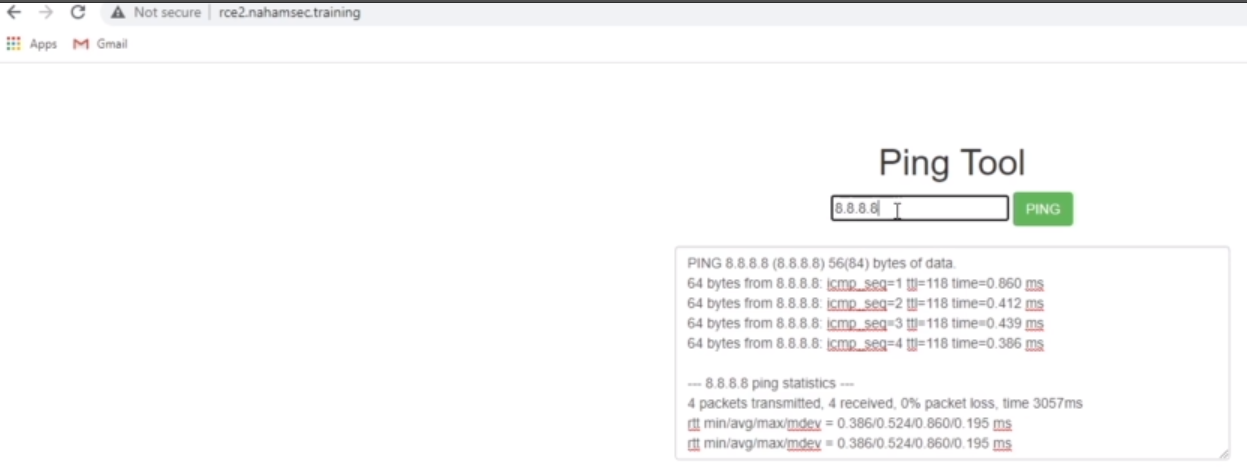 Not secure | rce2.nahamsec.training
Apps Gmail
Ping Tool
8.8.8.8 PING
PING 8.8.8.8 (8.8.8.8) 56(84) bytes of data.
64 bytes from 8.8.8.8: icmp_seq=1 ttl=118 time=0.860 ms
64 bytes from 8.8.8.8: icmp_seq=2 ttl=118 time=0.412 ms
64 bytes from 8.8.8.8: icmp_seq=3 ttl=118 time=0.439 ms
64 bytes from 8.8.8.8: icmp_seq=4 ttl=118 time=0.386 ms
--- 8.8.8.8 ping statistics ---
4 packets transmitted, 4 received, 0% packet loss, time 3057ms
rtt min/avg/max/mdev = 0.386/0.524/0.860/0.195 ms
rtt min/avg/max/mdev = 0.386/0.524/0.860/0.195 ms